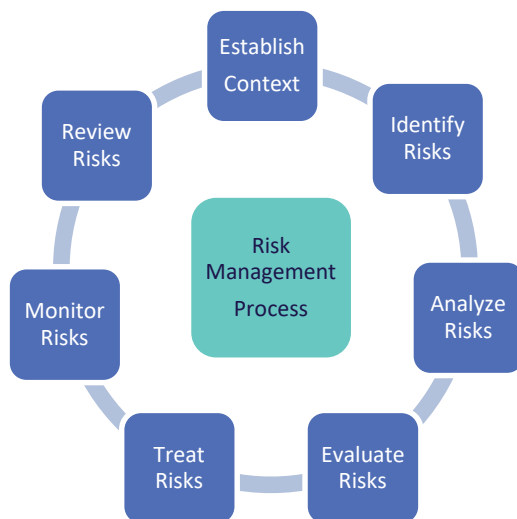 Establish
Context
Identify
Risks
Analyze
Risks
Evaluate
Risks
Treat
Risks
Monitor
Risks
Review
Risks
Risk
Management
Process